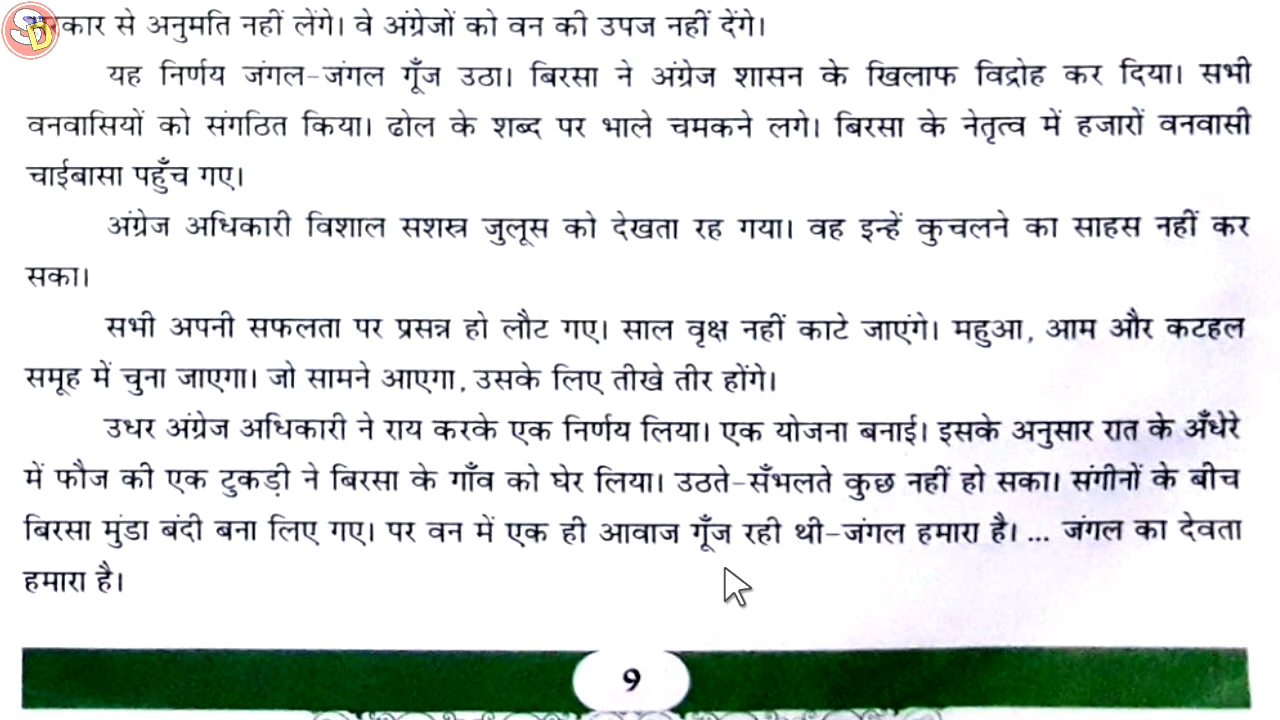 कार से अनुमति नहीं लेंगे। वे अंग्रेजों को वन की उपज नहीं देंगे।
यह निर्णय जंगल-जंगल गूँज उठा। बिरसा ने अंग्रेज शासन के खिलाफ विद्रोह कर दिया। सभी
वनवासियों को संगठित किया। ढोल के शब्द पर भाले चमकने लगे। बिरसा के नेतृत्व में हजारों वनवासी
चाईबासा पहुँच गए।
अंग्रेज अधिकारी विशाल सशस्त्र जुलूस को देखता रह गया। वह इन्हें कुचलने का साहस नहीं कर
सका।
सभी अपनी सफलता पर प्रसन्न हो लौट गए। साल वृक्ष नहीं काटे जाएंगे। महुआ, आम और कटहल
समूह में चुना जाएगा। जो सामने आएगा, उसके लिए तीखे तीर होंगे।
उधर अंग्रेज अधिकारी ने राय करके एक निर्णय लिया। एक योजना बनाई। इसके अनुसार रात के अँधेरे
में फौज की एक टुकड़ी ने बिरसा के गाँव को घेर लिया। उठते-सँभलते कुछ नहीं हो सका। संगीनों के बीच
बिरसा मुंडा बंदी बना लिए गए। पर वन में एक ही आवाज गूँज रही थी-जंगल हमारा है। ... जंगल का देवता
हमारा है।
9
SD